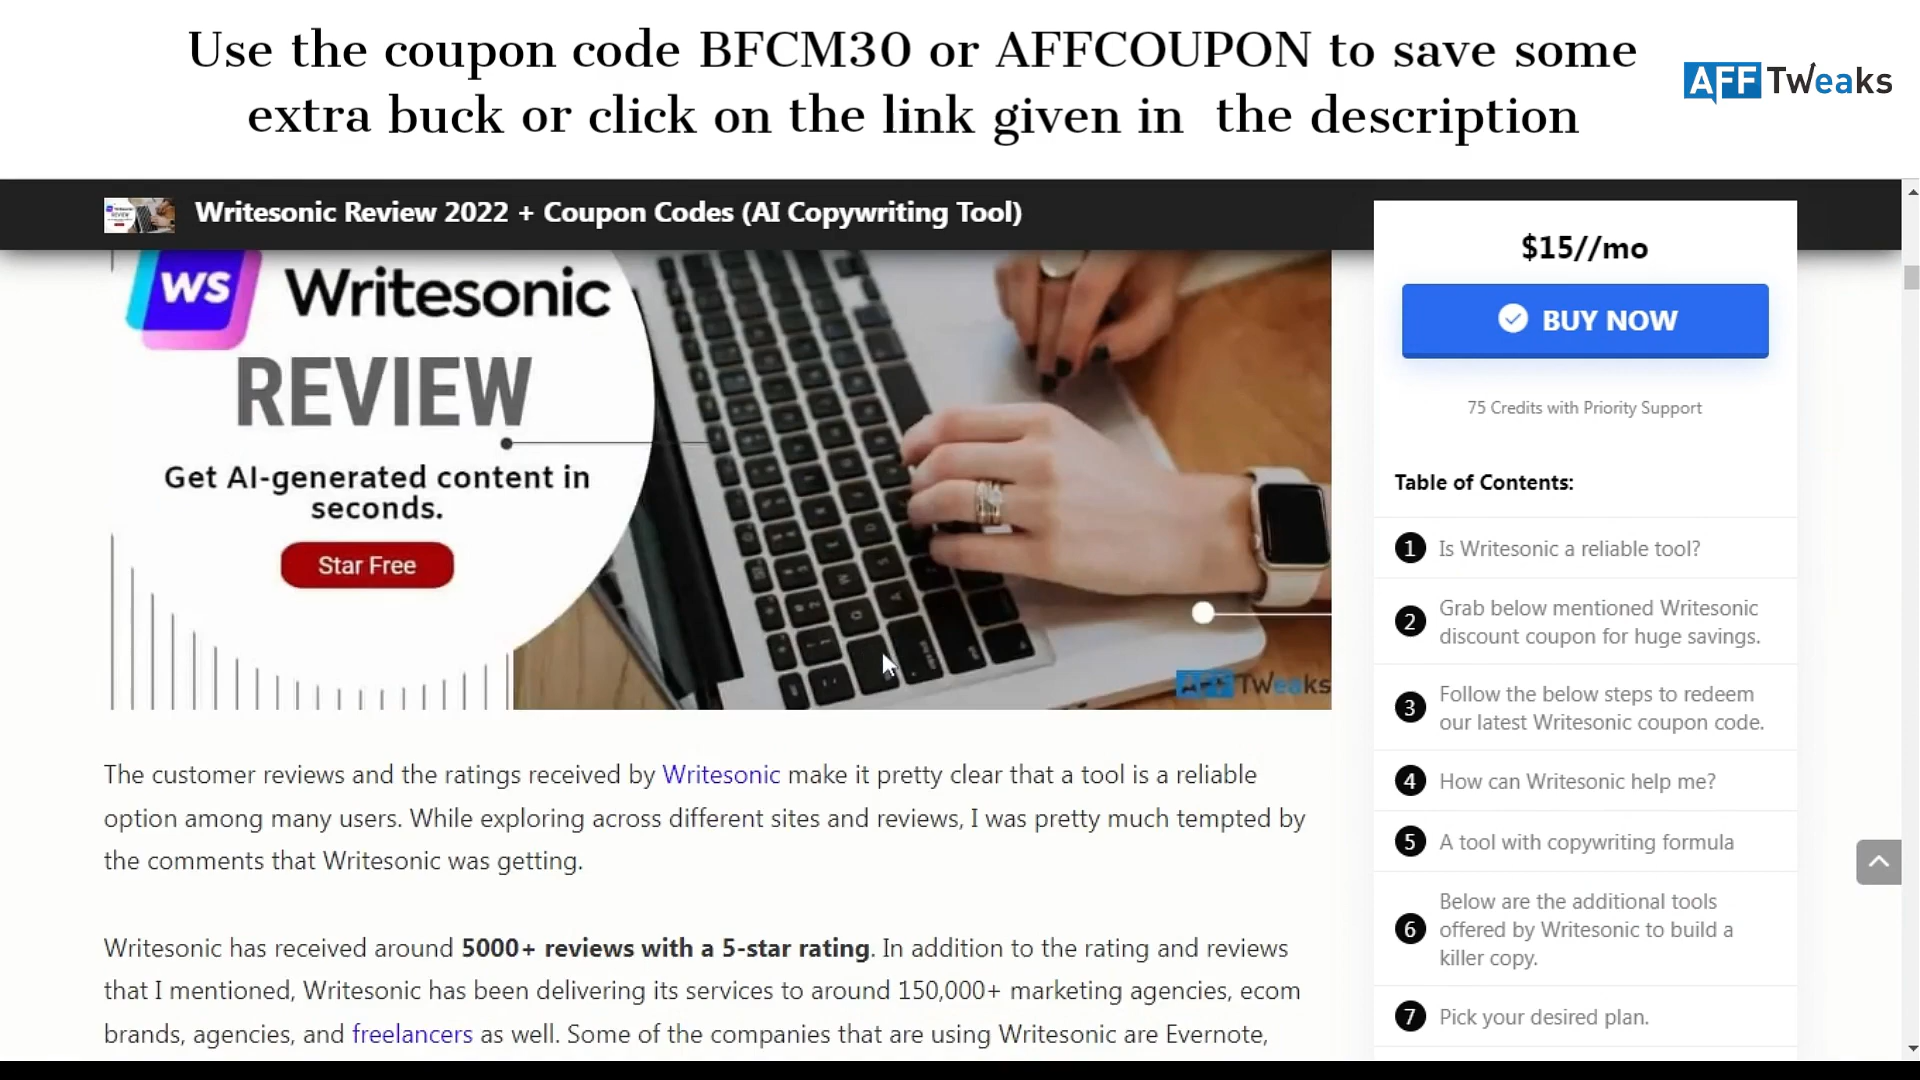 Use the coupon code BFCM30 or AFFCOUPON to save some
extra buck or click on the link given in the description
AFF Tweaks
Writesonic Review 2022 + Coupon Codes (AI Copywriting Tool)
WS Writesonic
REVIEW
Get AI-generated content in
seconds.
Star Free
AFF Tweaks
The customer reviews and the ratings received by Writesonic make it pretty clear that a tool is a reliable
option among many users. While exploring across different sites and reviews, I was pretty much tempted by
the comments that Writesonic was getting.
Writesonic has received around 5000+ reviews with a 5-star rating. In addition to the rating and reviews
that I mentioned, Writesonic has been delivering its services to around 150,000+ marketing agencies, ecom
brands, agencies, and freelancers as well. Some of the companies that are using Writesonic are Evernote,
$15//mo
BUY NOW
75 Credits with Priority Support
Table of Contents:
1 Is Writesonic a reliable tool?
2 Grab below mentioned Writesonic
discount coupon for huge savings.
3 Follow the below steps to redeem
our latest Writesonic coupon code.
4 How can Writesonic help me?
5 A tool with copywriting formula
6 Below are the additional tools
offered by Writesonic to build a
killer copy.
7 Pick your desired plan.